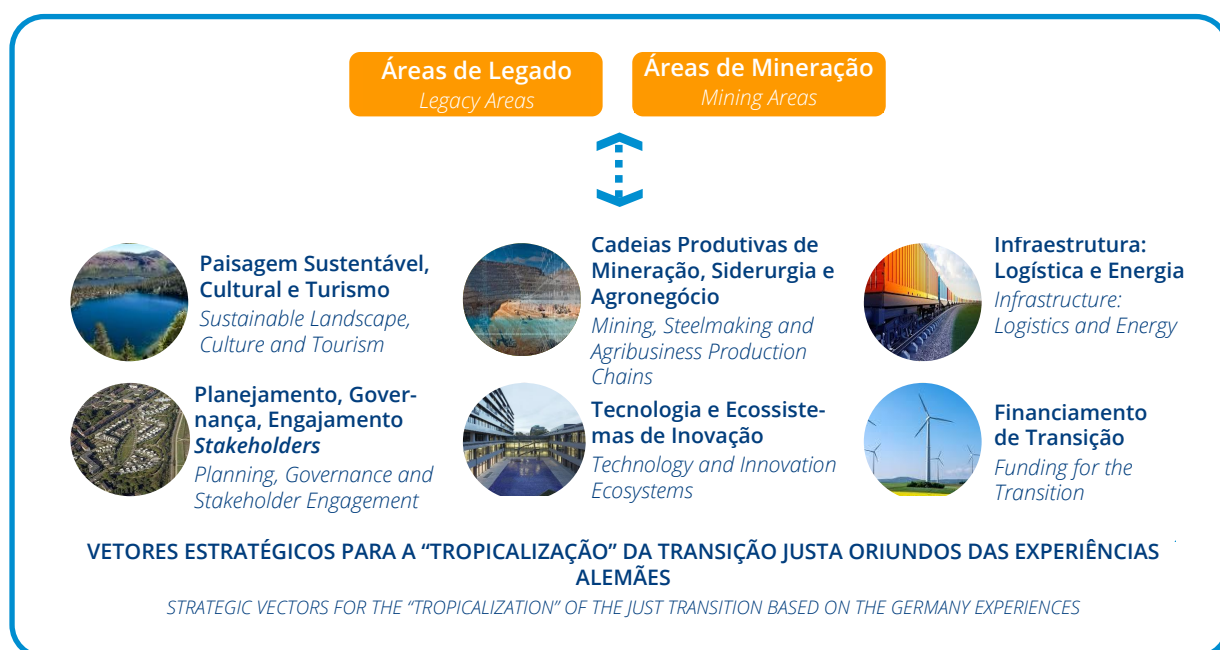 Áreas de Legado
Legacy Areas
Áreas de Mineração
Mining Areas
Paisagem Sustentável,
Cultural e Turismo
Sustainable Landscape,
Culture and Tourism
Cadeias Produtivas de
Mineração, Siderurgia e
Agronegócio
Mining, Steelmaking and
Agribusiness Production
Chains
Infraestrutura:
Logística e Energia
Infrastructure:
Logistics and Energy
Planejamento, Gover-
nança, Engajamento
Stakeholders
Planning, Governance and
Stakeholder Engagement
Tecnologia e Ecossiste-
mas de Inovação
Technology and Innovation
Ecosystems
Financiamento
de Transição
Funding for the
Transition
VETORES ESTRATÉGICOS PARA A “TROPICALIZAÇÃO” DA TRANSIÇÃO JUSTA ORIUNDOS DAS EXPERIÊNCIAS
ALEMÃES
STRATEGIC VECTORS FOR THE “TROPICALIZATION” OF THE JUST TRANSITION BASED ON THE GERMANY EXPERIENCES